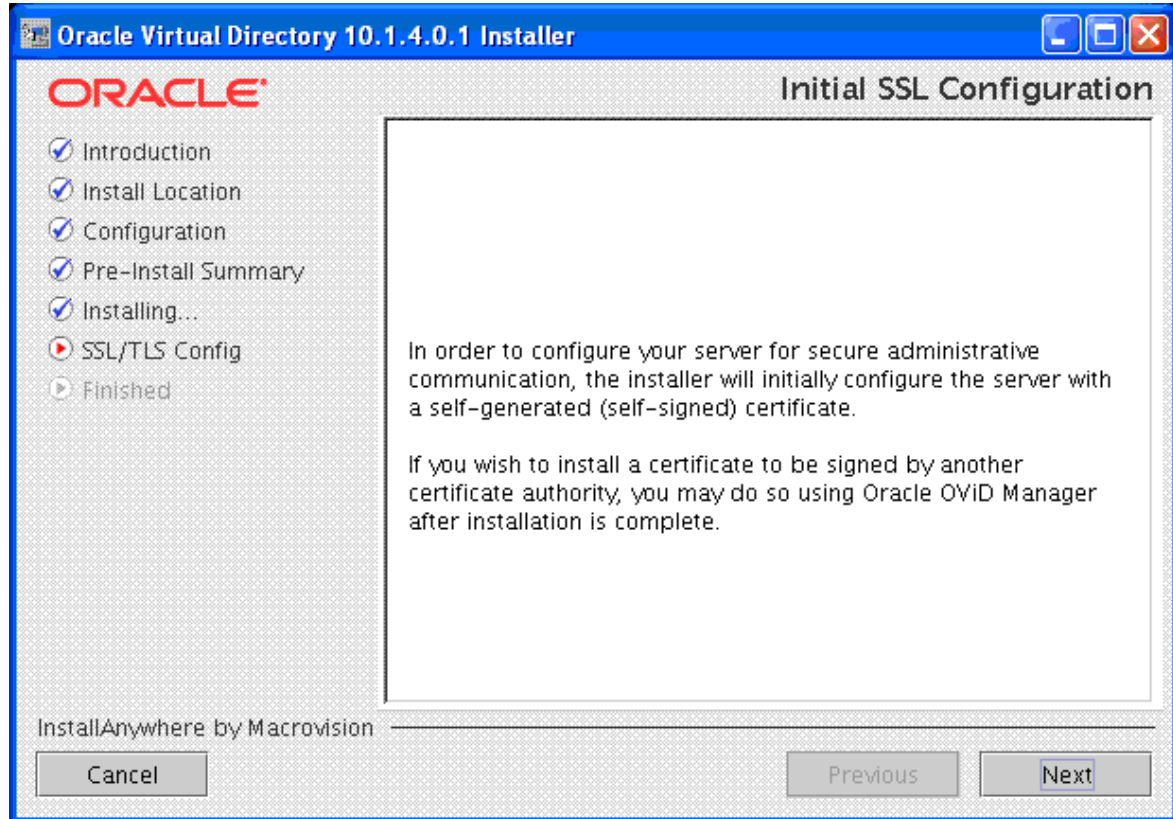 Oracle Virtual Directory 10.1.4.0.1 Installer
ORACLE
Initial SSL Configuration
Introduction
Install Location
Configuration
Pre-Install Summary
Installing...
SSL/TLS Config
Finished
In order to configure your server for secure administrative
communication, the installer will initially configure the server with
a self-generated (self-signed) certificate.
If you wish to install a certificate to be signed by another
certificate authority, you may do so using Oracle OViD Manager
after installation is complete.
InstallAnywhere by Macrovision
Cancel
Previous
Next